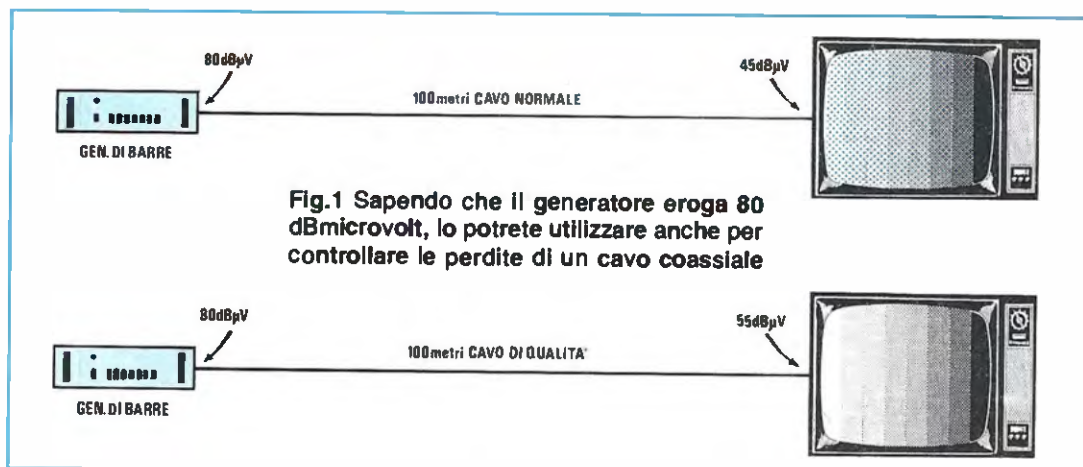 80dBµV
45dBµV
100metri CAVO NORMALE
GEN. DI BARRE
Fig.1 Sapendo che il generatore eroga 80
dBmicrovolt, lo potrete utilizzare anche per
controllare le perdite di un cavo coassiale
80dBµV
55dBµV
100metri CAVO DI QUALITA'
GEN. DI BARRE